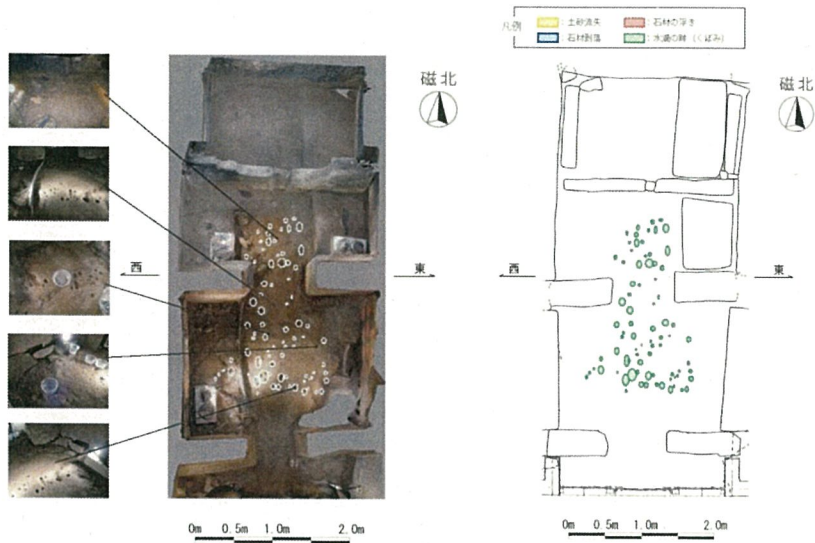 凡例
：土砂流失
：石材の浮き
：石材剥落
：水滴の跡（くぼみ）
磁北
西
東
0m 0.5m 1.0m 2.0m
磁北
西
東
0m 0.5m 1.0m 2.0m